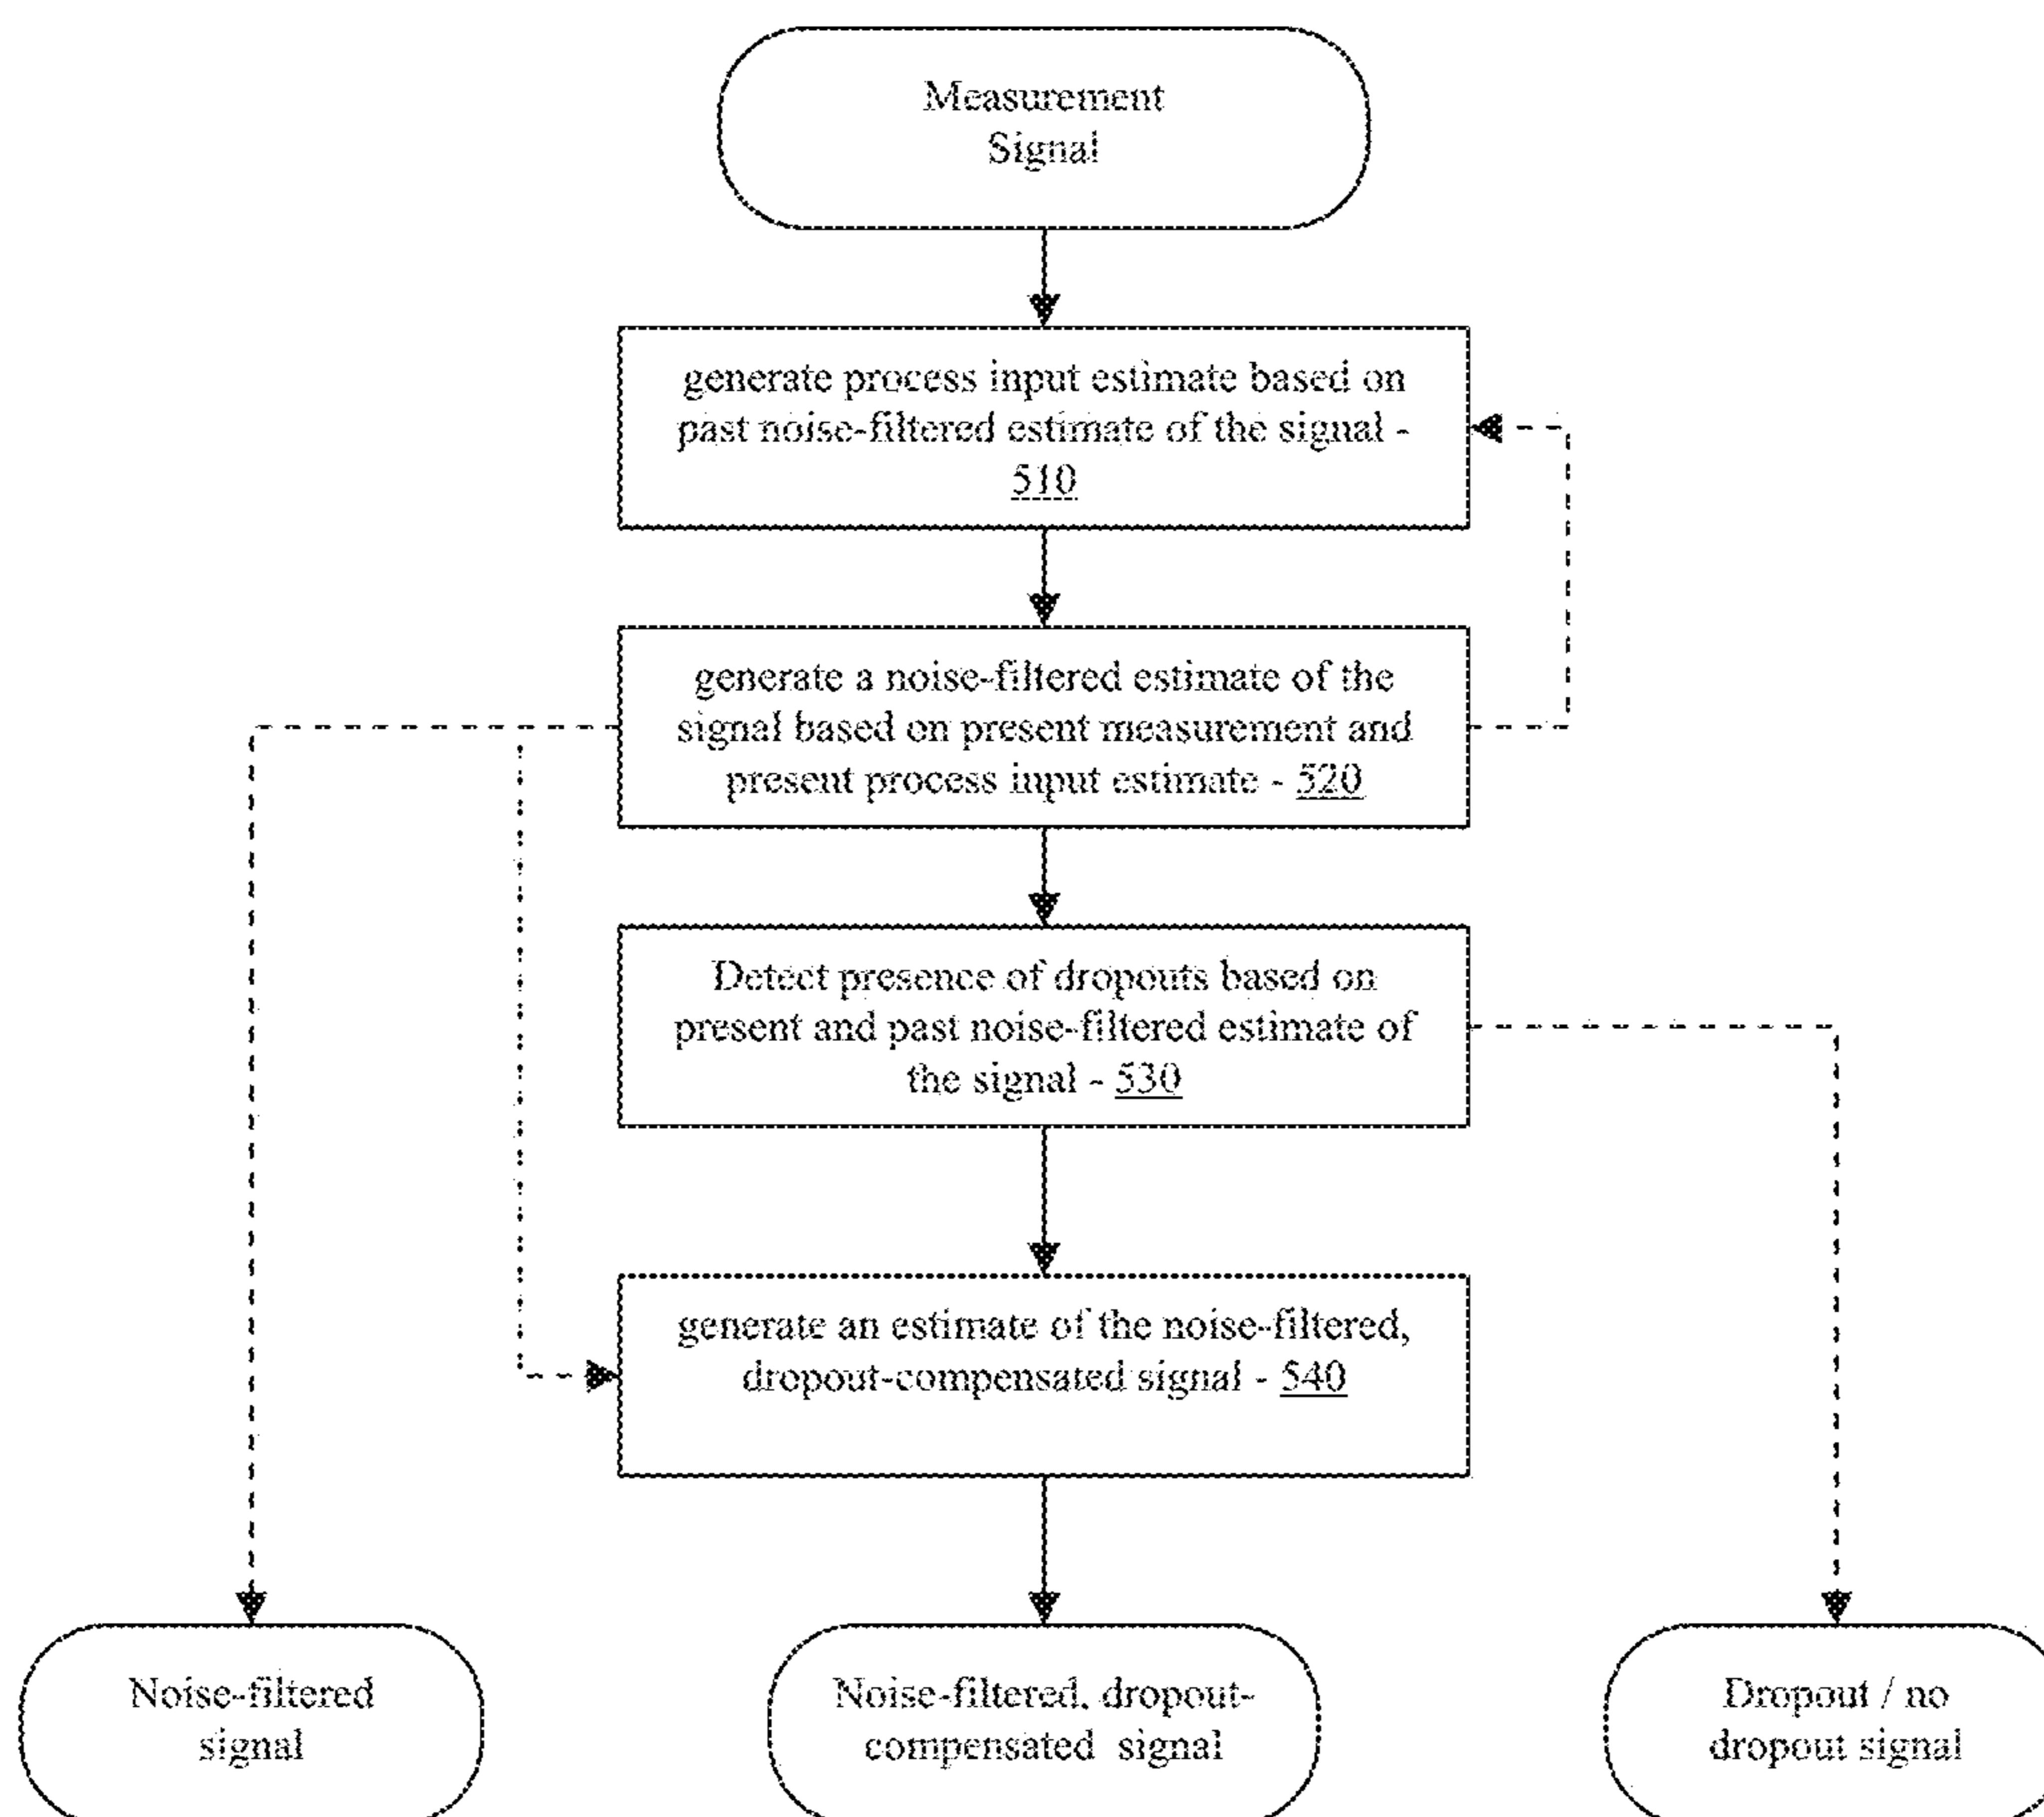 Measurement
Signal
generate process input estimate based on
past noise-filtered estimate of the signal -
510
generate a noise-filtered estimate of the
signal based on present measurement and
present process input estimate - 520
Detect presence of dropouts based on
present and past noise-filtered estimate of
the signal - 530
generate an estimate of the noise-filtered,
dropout-compensated signal - 540
Noise-filtered
signal
Noise-filtered, dropout-
compensated signal
Dropout / no
dropout signal